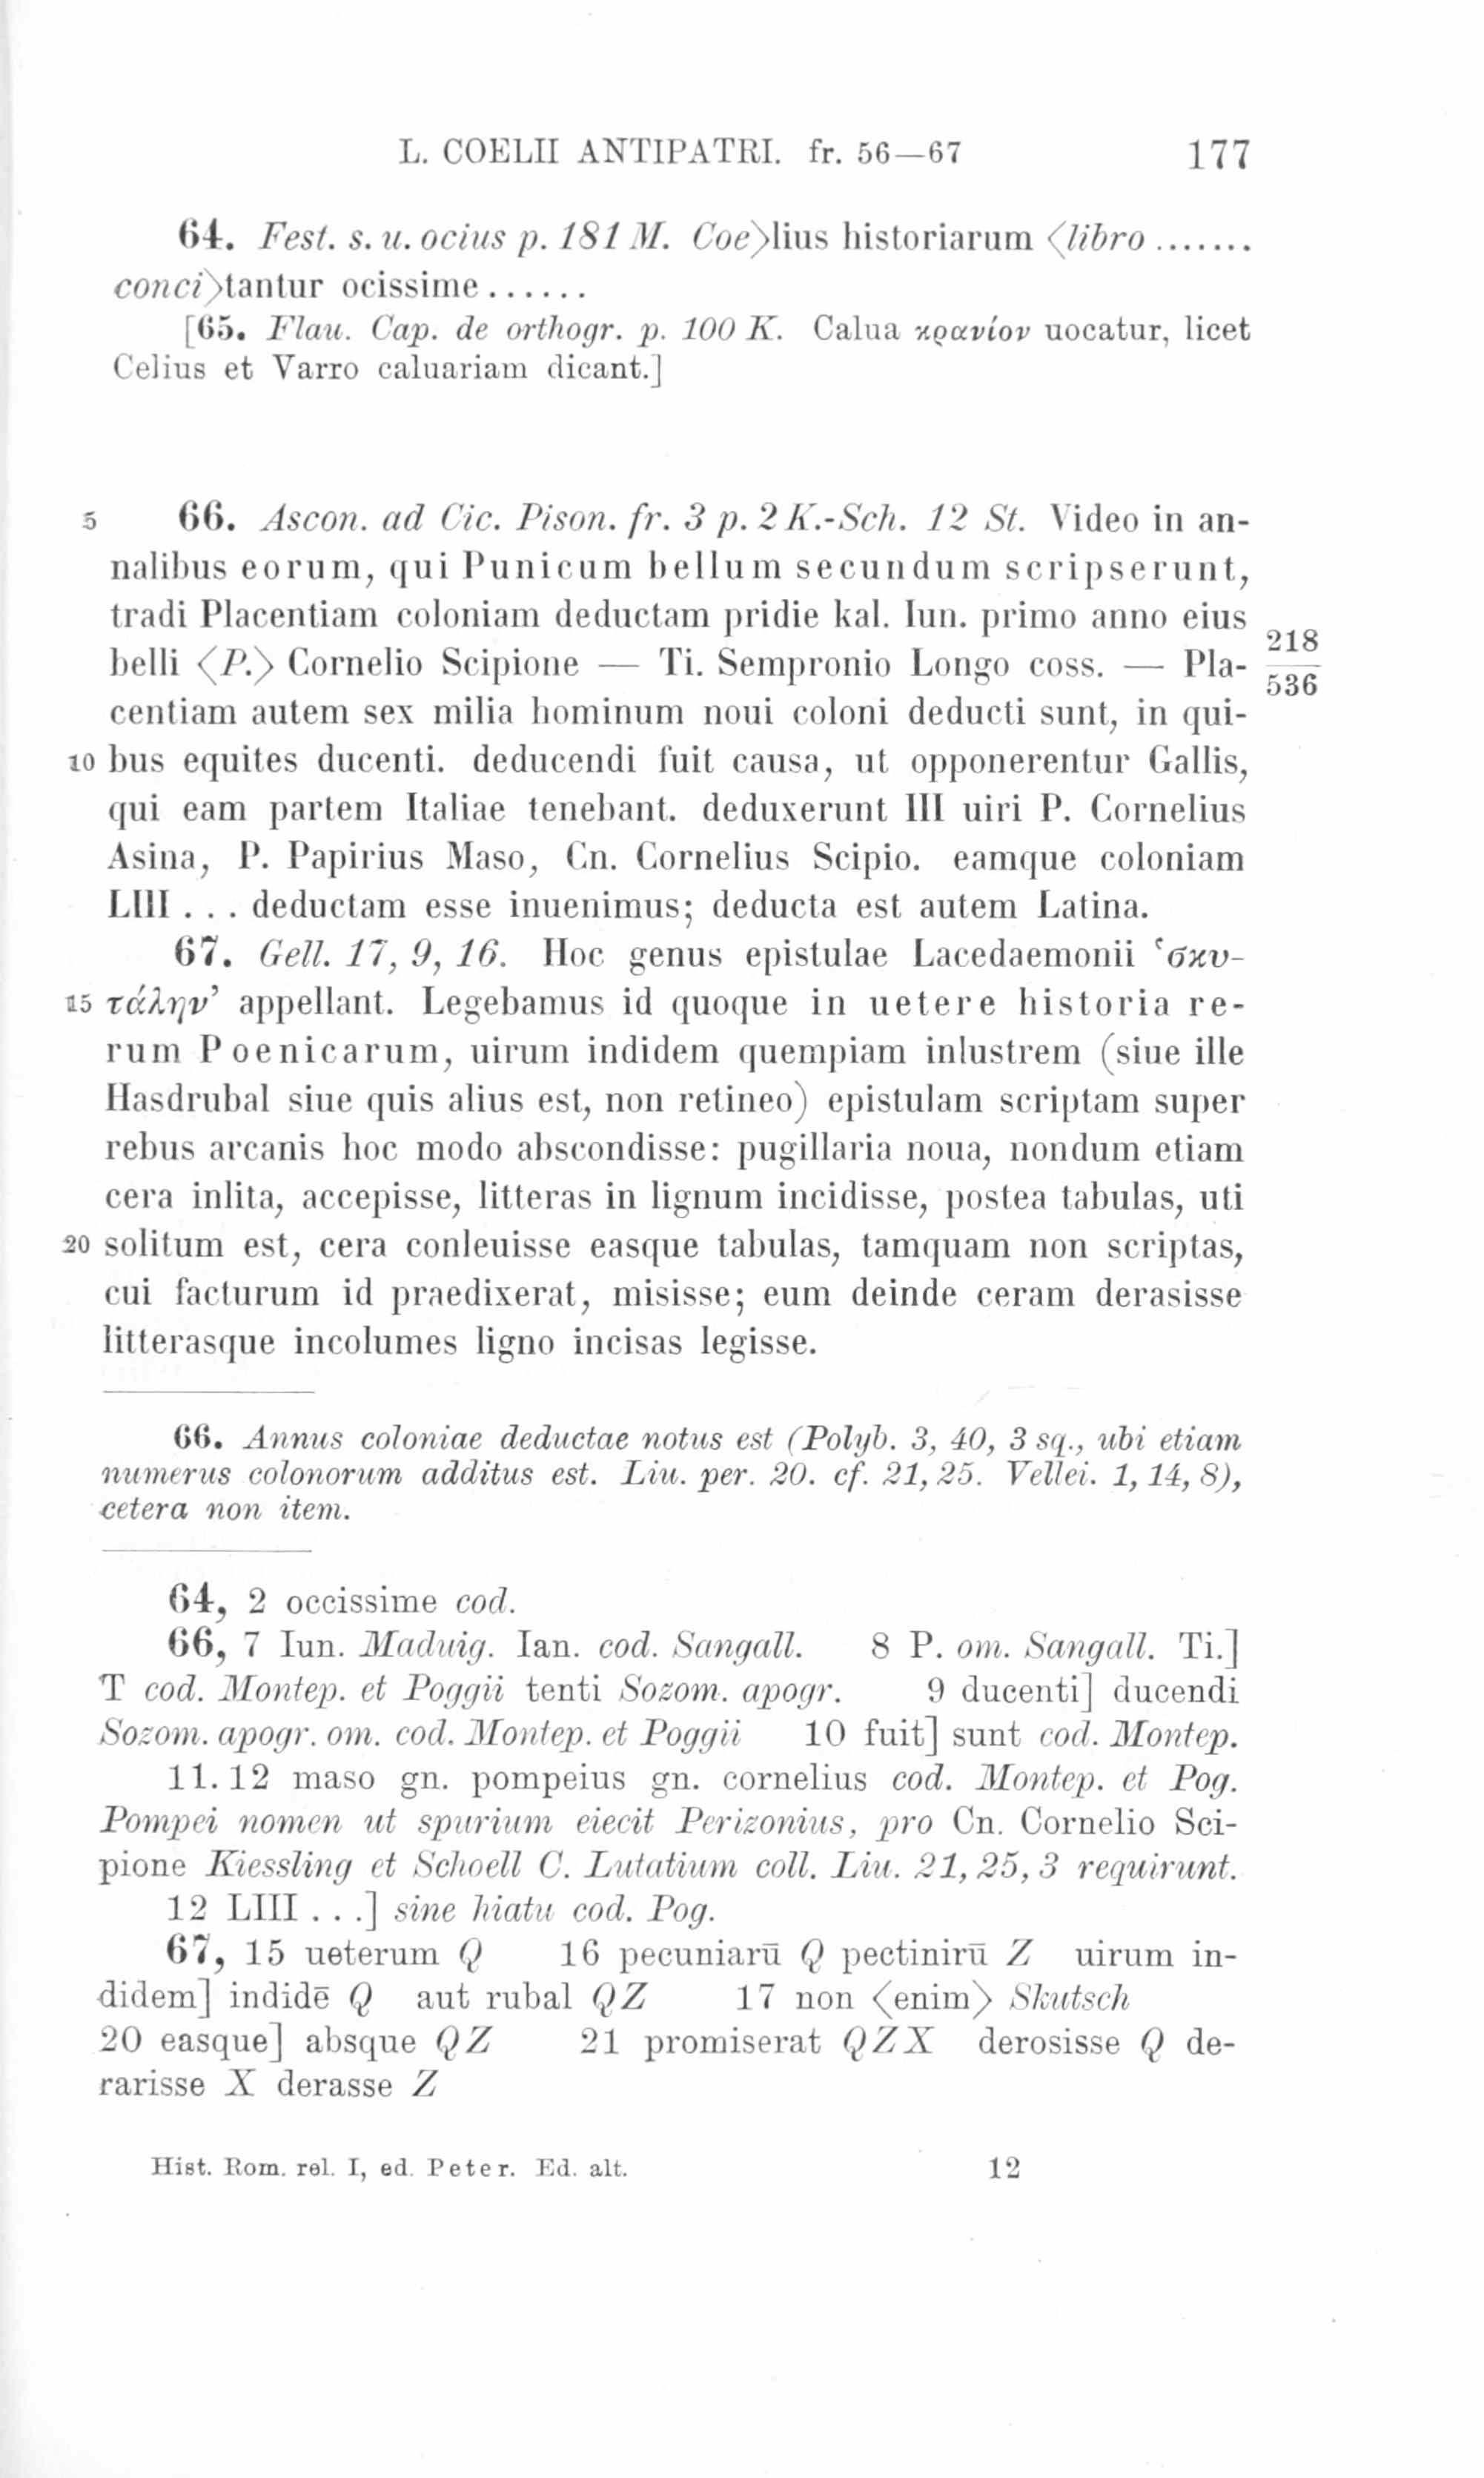 L. COELII ANTIPATRI. fr. 56—67 177
64. Fest. s. u. ocius p. 181 M. Coe⟩lius historiarum ⟨libro .......
conci⟩tantur ocissime ......
[65. Flau. Cap. de orthogr. p. 100 K. Calua κρανίον uocatur, licet
Celius et Varro caluariam dicant.]
5 66. Ascon. ad Cic. Pison. fr. 3 p. 2 K.-Sch. 12 St. Video in an-
nalibus eorum, qui Punicum bellum secundum scripserunt,
tradi Placentiam coloniam deductam pridie kal. Iun. primo anno eius
belli ⟨P.⟩ Cornelio Scipione — Ti. Sempronio Longo coss. — Pla- 218
536
centiam autem sex milia hominum noui coloni deducti sunt, in qui-
10 bus equites ducenti. deducendi fuit causa, ut opponerentur Gallis,
qui eam partem Italiae tenebant. deduxerunt III uiri P. Cornelius
Asina, P. Papirius Maso, Cn. Cornelius Scipio. eamque coloniam
LIII . . . deductam esse inuenimus; deducta est autem Latina.
67. Gell. 17, 9, 16. Hoc genus epistulae Lacedaemonii ‘σκυ-
15 τάλην’ appellant. Legebamus id quoque in uetere historia re-
rum Poenicarum, uirum indidem quempiam inlustrem (siue ille
Hasdrubal siue quis alius est, non retineo) epistulam scriptam super
rebus arcanis hoc modo abscondisse: pugillaria noua, nondum etiam
cera inlita, accepisse, litteras in lignum incidisse, postea tabulas, uti
20 solitum est, cera conleuisse easque tabulas, tamquam non scriptas,
cui facturum id praedixerat, misisse; eum deinde ceram derasisse
litterasque incolumes ligno incisas legisse.
66. Annus coloniae deductae notus est (Polyb. 3, 40, 3 sq., ubi etiam
numerus colonorum additus est. Liu. per. 20. cf. 21, 25. Vellei. 1, 14, 8),
cetera non item.
64, 2 occissime cod.
66, 7 Iun. Maduig. Ian. cod. Sangall. 8 P. om. Sangall. Ti.]
T cod. Montep. et Poggii tenti Sozom. apogr. 9 ducenti] ducendi
Sozom. apogr. om. cod. Montep. et Poggii 10 fuit] sunt cod. Montep.
11. 12 maso gn. pompeius gn. cornelius cod. Montep. et Pog.
Pompei nomen ut spurium eiecit Perizonius, pro Cn. Cornelio Sci-
pione Kiessling et Schoell C. Lutatium coll. Liu. 21, 25, 3 requirunt.
12 LIII . . .] sine hiatu cod. Pog.
67, 15 ueterum Q 16 pecuniarū Q pectinirū Z uirum in-
didem] indidē Q aut rubal QZ 17 non ⟨enim⟩ Skutsch
20 easque] absque QZ 21 promiserat QZX derosisse Q de-
rarisse X derasse Z
Hist. Rom. rel. I, ed. Peter. Ed. alt. 12